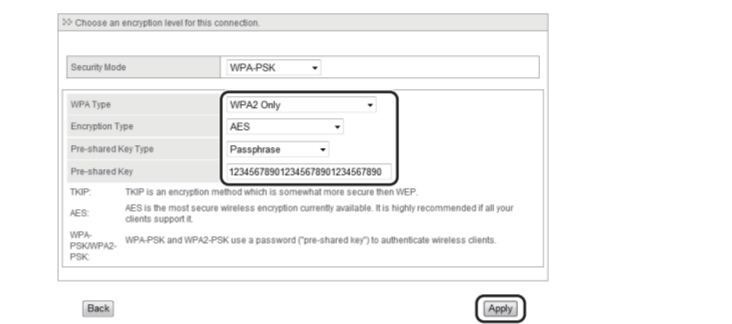 >> Choose an encryption level for this connection.
Security Mode WPA-PSK
WPA Type WPA2 Only
Encryption Type AES
Pre-shared Key Type Passphrase
Pre-shared Key 123456789012345678901234567890
TKIP: TKIP is an encryption method which is somewhat more secure then WEP.
AES: AES is the most secure wireless encryption currently available. It is highly recommended if all your
clients support it.
WPA-
PSK/WPA2- WPA-PSK and WPA2-PSK use a password ("pre-shared key") to authenticate wireless clients.
PSK:
Back Apply